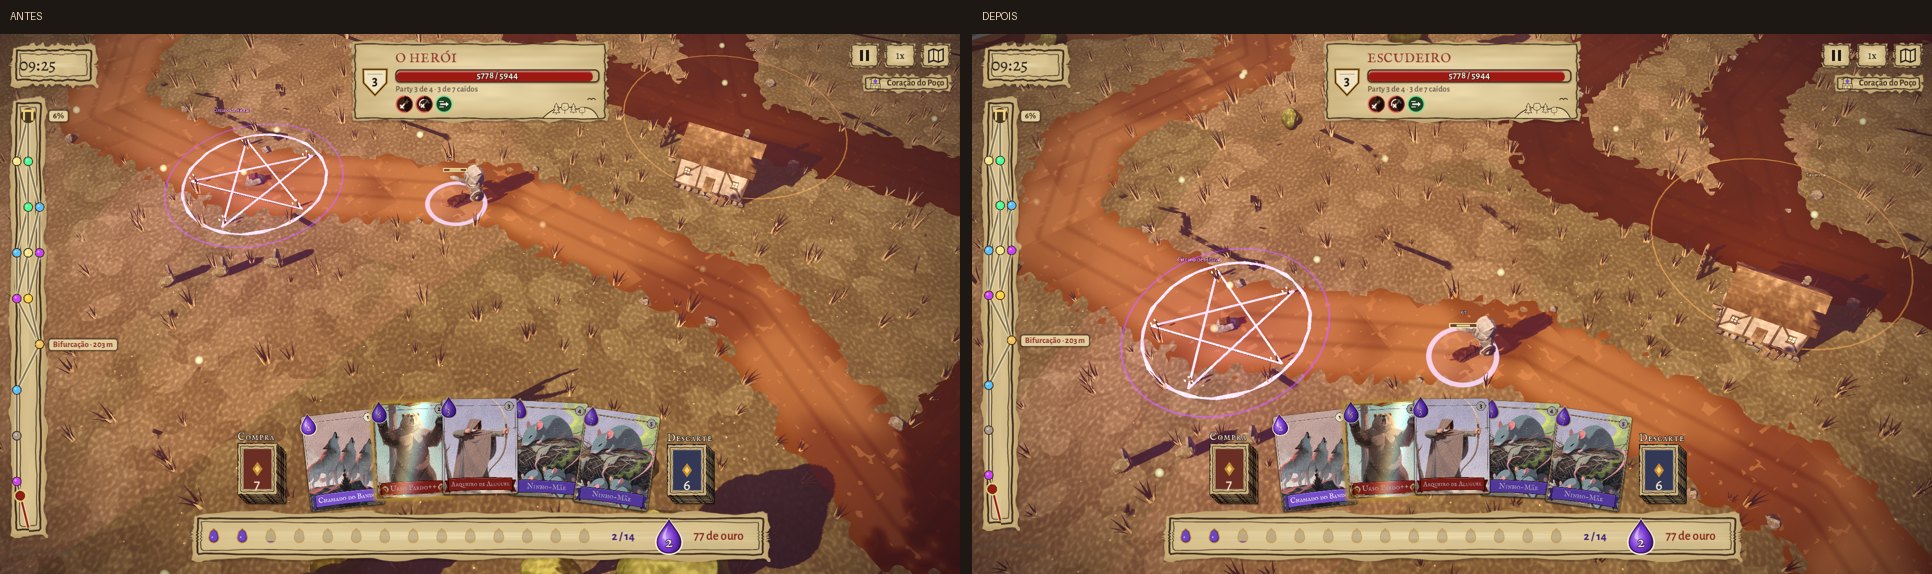 ANTES
09:25
O HERÓI
3
5778 / 5944
Party 3 de 4 · 3 de 7 caídos
1x
Coração do Poço
6%
Bifurcação · 203 m
COMPRA
7
CHAMADO DO BANDO
URSO PARDO++
ARQUEIRO DE ALUGUEL
NINHO-MÃE
NINHO-MÃE
DESCARTE
6
2 / 14
2
77 de ouro
DEPOIS
09:25
ESCUDEIRO
3
5778 / 5944
Party 3 de 4 · 3 de 7 caídos
1x
Coração do Poço
6%
Bifurcação · 203 m
COMPRA
7
CHAMADO DO BANDO
URSO PARDO++
ARQUEIRO DE ALUGUEL
NINHO-MÃE
NINHO-MÃE
DESCARTE
6
2 / 14
2
77 de ouro